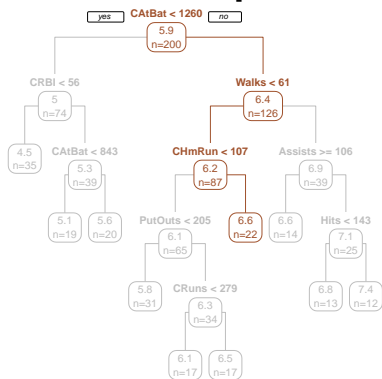 CAtBat < 1260
yes
no
5.9
n=200
CRBI < 56
Walks < 61
5
n=74
6.4
n=126
CAtBat < 843
CHmRun < 107
Assists >= 106
4.5
n=35
5.3
n=39
6.2
n=87
6.9
n=39
PutOuts < 205
Hits < 143
5.1
n=19
5.6
n=20
6.1
n=65
6.6
n=22
6.6
n=14
7.1
n=25
CRuns < 279
5.8
n=31
6.3
n=34
6.8
n=13
7.4
n=12
6.1
n=17
6.5
n=17